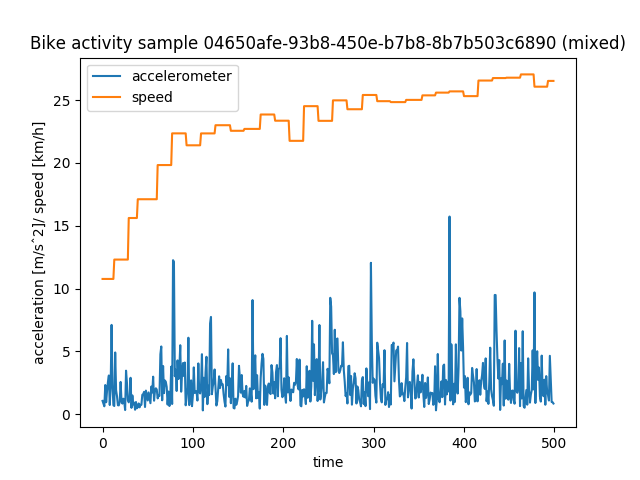 Bike activity sample 04650afe-93b8-450e-b7b8-8b7b503c6890 (mixed)
accelerometer
speed
acceleration [m/s^2]/ speed [km/h]
25
20
15
10
5
0
0 100 200 300 400 500
time